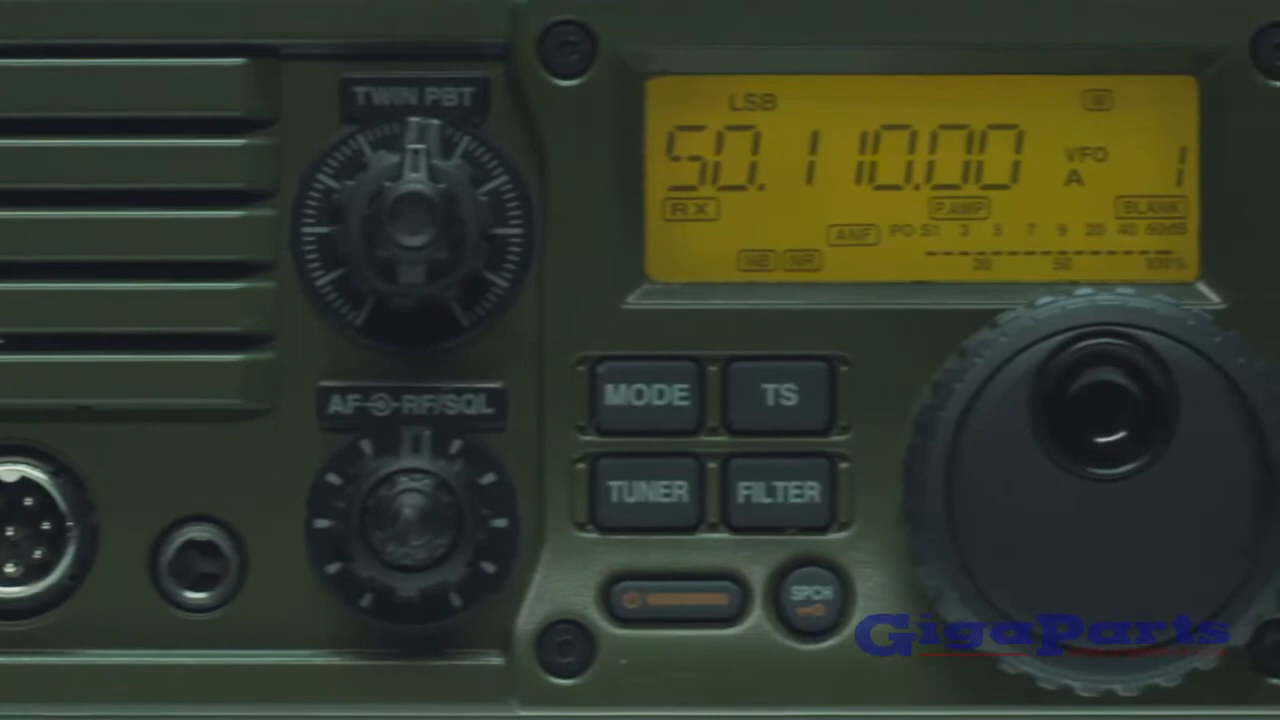 TWIN PBT
LSB
W
50.110.00
VFO
A
1
RX
P.AMP
BLANK
ANF
PO S1 3 5 7 9 20 40 60dB
NB NR
50 100%
AF RF/SQL
MODE
TS
TUNER
FILTER
SPCH
GigaParts